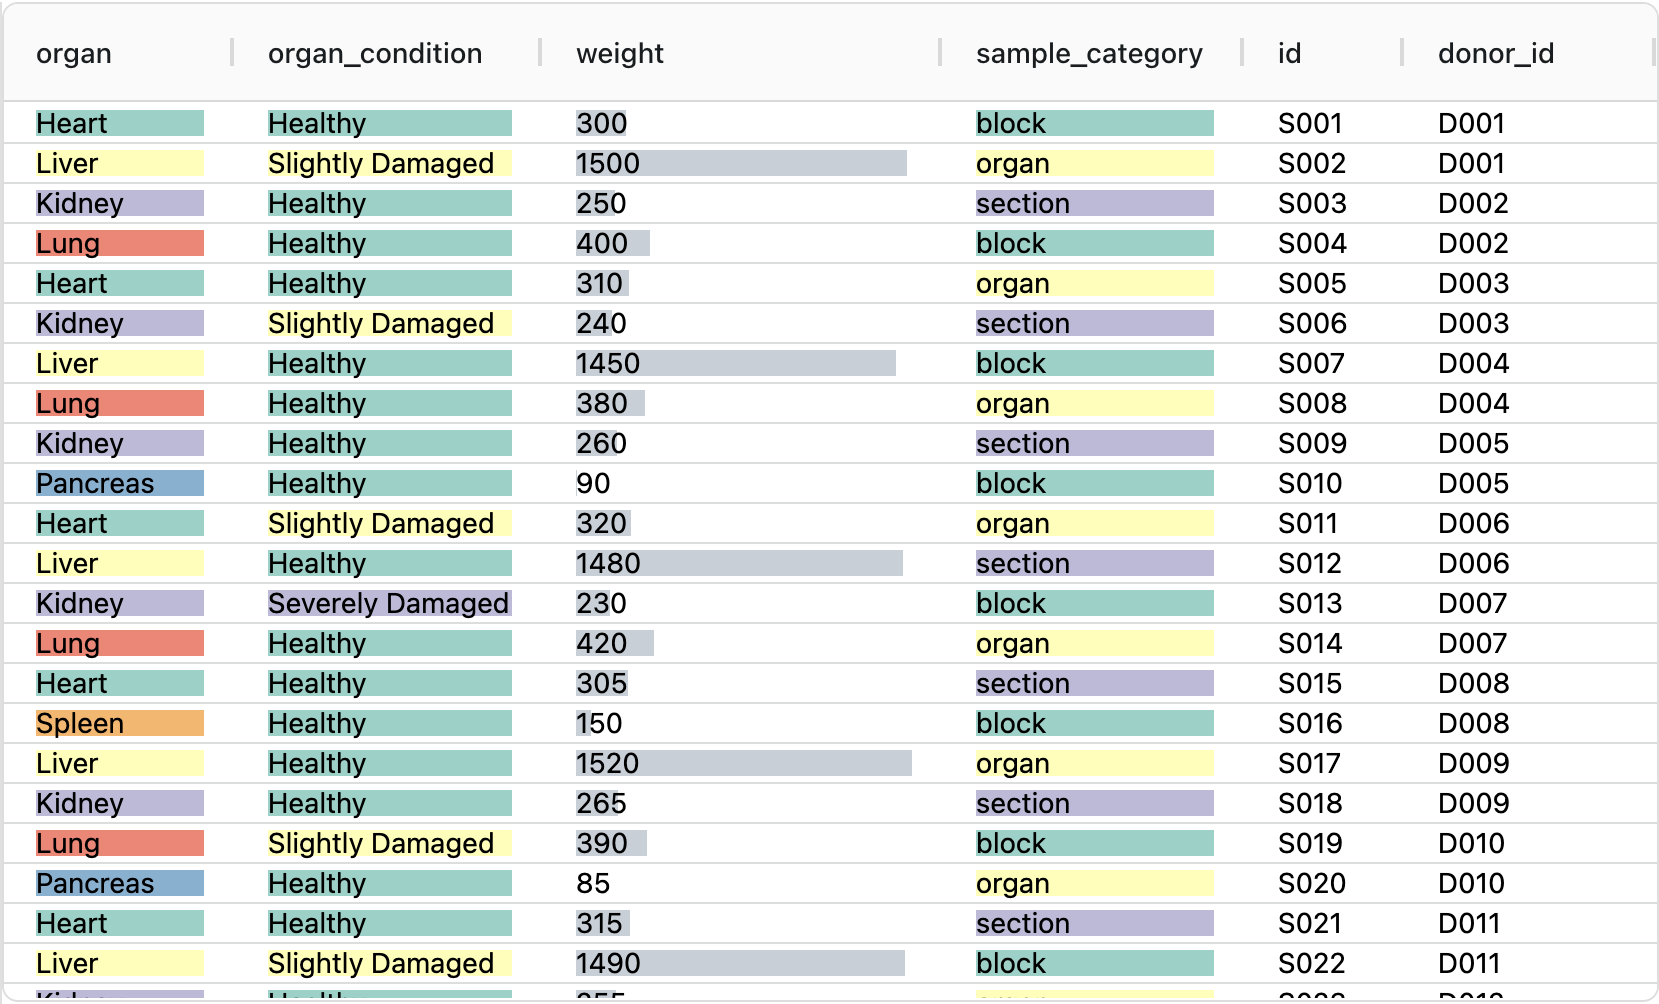 organ organ_condition weight sample_category id donor_id
Heart Healthy 300 block S001 D001
Liver Slightly Damaged 1500 organ S002 D001
Kidney Healthy 250 section S003 D002
Lung Healthy 400 block S004 D002
Heart Healthy 310 organ S005 D003
Kidney Slightly Damaged 240 section S006 D003
Liver Healthy 1450 block S007 D004
Lung Healthy 380 organ S008 D004
Kidney Healthy 260 section S009 D005
Pancreas Healthy 90 block S010 D005
Heart Slightly Damaged 320 organ S011 D006
Liver Healthy 1480 section S012 D006
Kidney Severely Damaged 230 block S013 D007
Lung Healthy 420 organ S014 D007
Heart Healthy 305 section S015 D008
Spleen Healthy 150 block S016 D008
Liver Healthy 1520 organ S017 D009
Kidney Healthy 265 section S018 D009
Lung Slightly Damaged 390 block S019 D010
Pancreas Healthy 85 organ S020 D010
Heart Healthy 315 section S021 D011
Liver Slightly Damaged 1490 block S022 D011